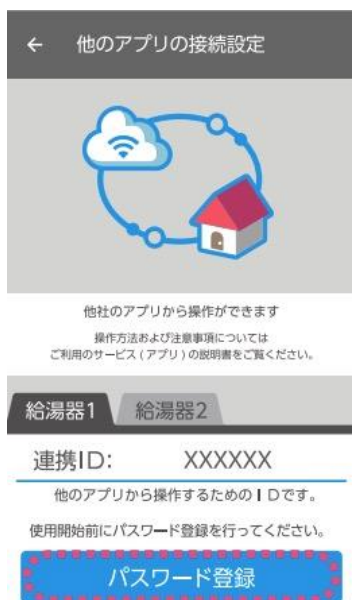 ← 他のアプリの接続設定
他社のアプリから操作ができます
操作方法および注意事項については
ご利用のサービス(アプリ)の説明書をご覧ください。
給湯器1 給湯器2
連携ID: XXXXXX
他のアプリから操作するためのIDです。
使用開始前にパスワード登録を行ってください。
パスワード登録